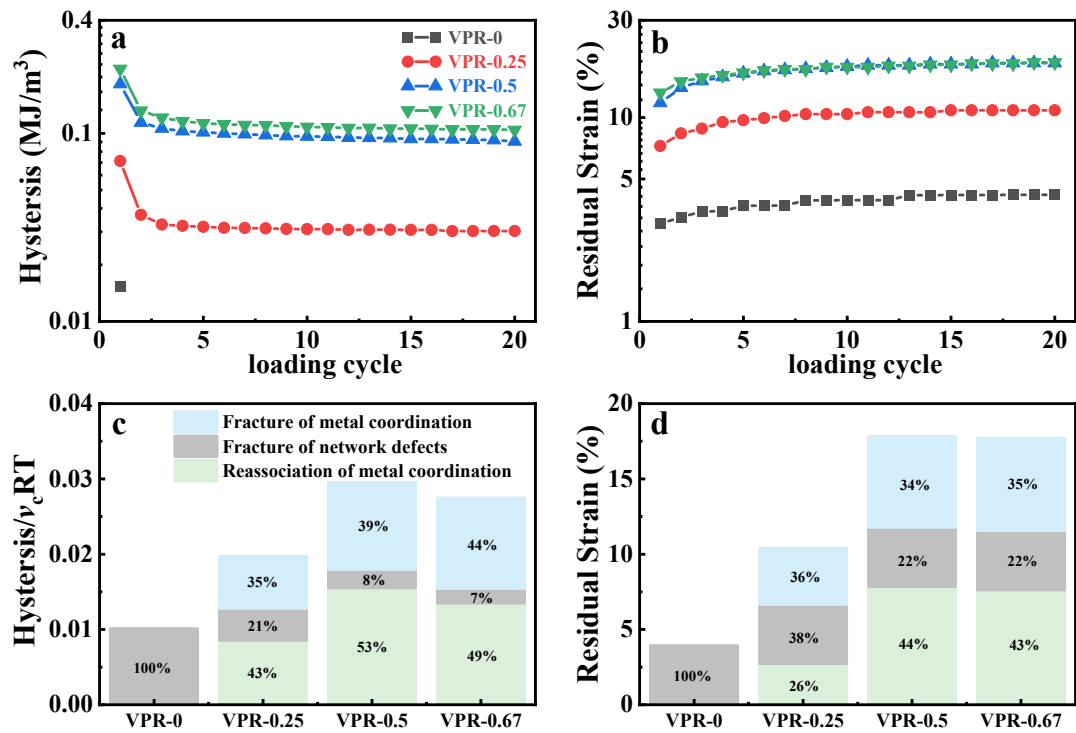 a
VPR-0
VPR-0.25
VPR-0.5
VPR-0.67
0.4
0.1
0.01
Hystersis (MJ/m³)
0 5 10 15 20
loading cycle
b
30
10
5
1
Residual Strain (%)
0 5 10 15 20
loading cycle
c
Fracture of metal coordination
Fracture of network defects
Reassociation of metal coordination
0.04
0.03
0.02
0.01
0.00
Hystersis/νcRT
100%
35%
21%
43%
39%
8%
53%
44%
7%
49%
VPR-0 VPR-0.25 VPR-0.5 VPR-0.67
d
20
15
10
5
0
Residual Strain (%)
100%
36%
38%
26%
34%
22%
44%
35%
22%
43%
VPR-0 VPR-0.25 VPR-0.5 VPR-0.67